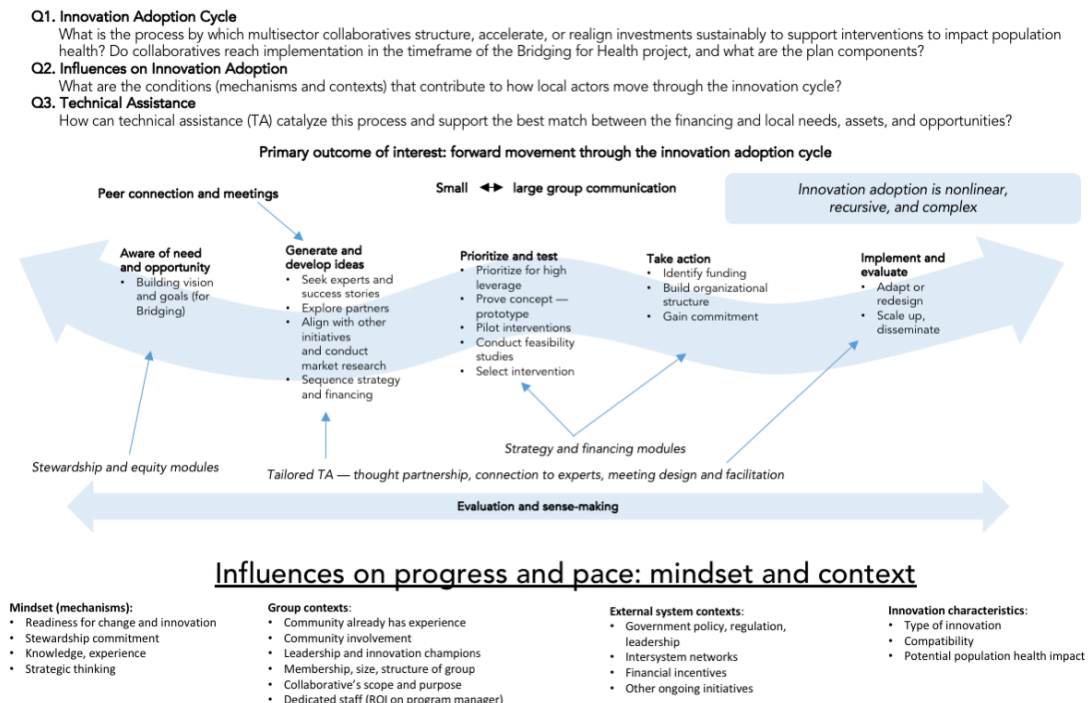 Q1. Innovation Adoption Cycle
What is the process by which multisector collaboratives structure, accelerate, or realign investments sustainably to support interventions to impact population
health? Do collaboratives reach implementation in the timeframe of the Bridging for Health project, and what are the plan components?
Q2. Influences on Innovation Adoption
What are the conditions (mechanisms and contexts) that contribute to how local actors move through the innovation cycle?
Q3. Technical Assistance
How can technical assistance (TA) catalyze this process and support the best match between the financing and local needs, assets, and opportunities?
Primary outcome of interest: forward movement through the innovation adoption cycle
Peer connection and meetings
Small ↔ large group communication
Innovation adoption is nonlinear,
recursive, and complex
Aware of need
and opportunity
• Building vision
and goals (for
Bridging)
Generate and
develop ideas
• Seek experts and
success stories
• Explore partners
• Align with other
initiatives
and conduct
market research
• Sequence strategy
and financing
Prioritize and test
• Prioritize for high
leverage
• Prove concept —
prototype
• Pilot interventions
• Conduct feasibility
studies
• Select intervention
Take action
• Identify funding
• Build organizational
structure
• Gain commitment
Implement and
evaluate
• Adapt or
redesign
• Scale up,
disseminate
Stewardship and equity modules
Strategy and financing modules
Tailored TA — thought partnership, connection to experts, meeting design and facilitation
Evaluation and sense-making
Influences on progress and pace: mindset and context
Mindset (mechanisms):
• Readiness for change and innovation
• Stewardship commitment
• Knowledge, experience
• Strategic thinking
Group contexts:
• Community already has experience
• Community involvement
• Leadership and innovation champions
• Membership, size, structure of group
• Collaborative's scope and purpose
• Dedicated staff (ROI on program manager)
External system contexts:
• Government policy, regulation,
leadership
• Intersystem networks
• Financial incentives
• Other ongoing initiatives
Innovation characteristics:
• Type of innovation
• Compatibility
• Potential population health impact